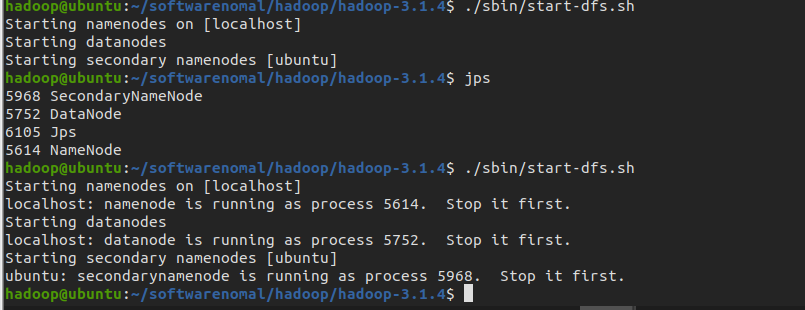 hadoop@ubuntu:~/softwarenomal/hadoop/hadoop-3.1.4$ ./sbin/start-dfs.sh
Starting namenodes on [localhost]
Starting datanodes
Starting secondary namenodes [ubuntu]
hadoop@ubuntu:~/softwarenomal/hadoop/hadoop-3.1.4$ jps
5968 SecondaryNameNode
5752 DataNode
6105 Jps
5614 NameNode
hadoop@ubuntu:~/softwarenomal/hadoop/hadoop-3.1.4$ ./sbin/start-dfs.sh
Starting namenodes on [localhost]
localhost: namenode is running as process 5614.  Stop it first.
Starting datanodes
localhost: datanode is running as process 5752.  Stop it first.
Starting secondary namenodes [ubuntu]
ubuntu: secondarynamenode is running as process 5968.  Stop it first.
hadoop@ubuntu:~/softwarenomal/hadoop/hadoop-3.1.4$